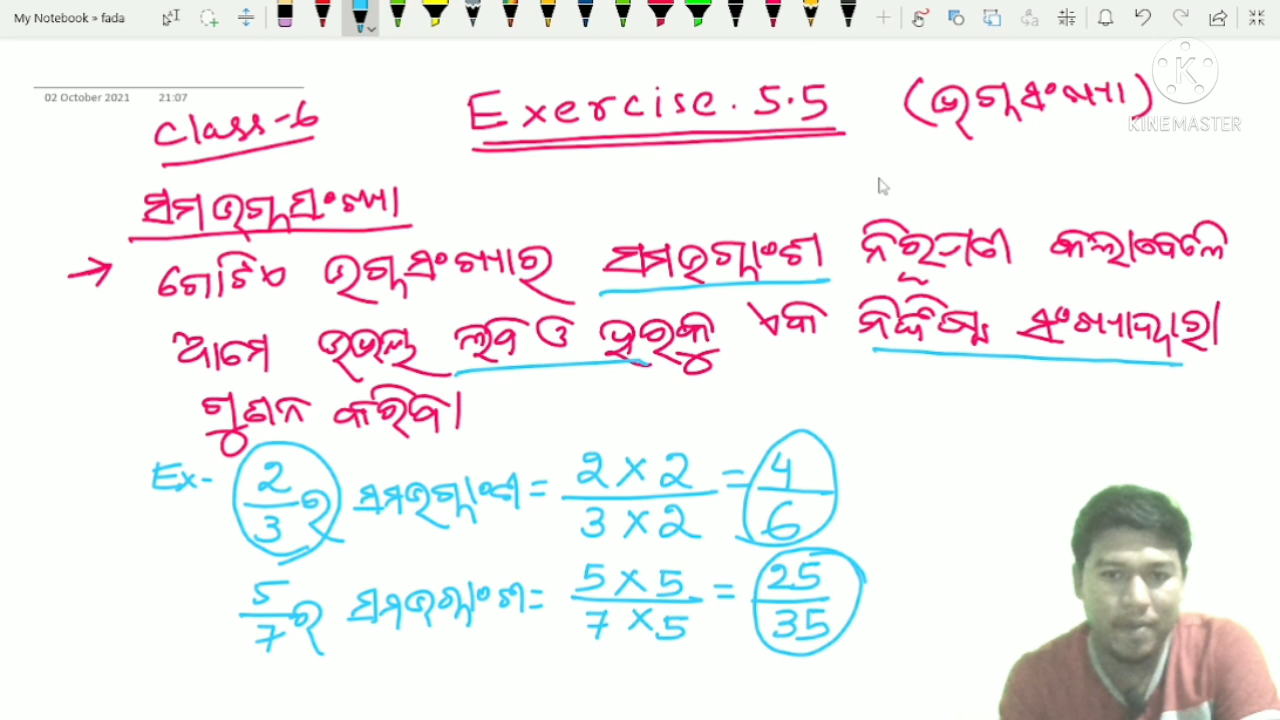 My Notebook » fada
02 October 2021 21:07
Class-6 Exercise. 5.5 (ଭଗ୍ନସଂଖ୍ୟା)
K
KINEMASTER
ସମଭଗ୍ନସଂଖ୍ୟା
→ ଗୋଟିଏ ଭଗ୍ନସଂଖ୍ୟାର ସମଭଗ୍ନାଂଶ ନିରୂପଣ କଲାବେଳେ
ଆମେ ଉଭୟ ଲବ ଓ ହରକୁ ଏକ ନିର୍ଦ୍ଦିଷ୍ଟ ସଂଖ୍ୟାଦ୍ୱାରା
ଗୁଣନ କରିବା
Ex- 2/3 ର ସମଭଗ୍ନାଂଶ = 2 × 2 / 3 × 2 = 4/6
5/7 ର ସମଭଗ୍ନାଂଶ = 5 × 5 / 7 × 5 = 25/35